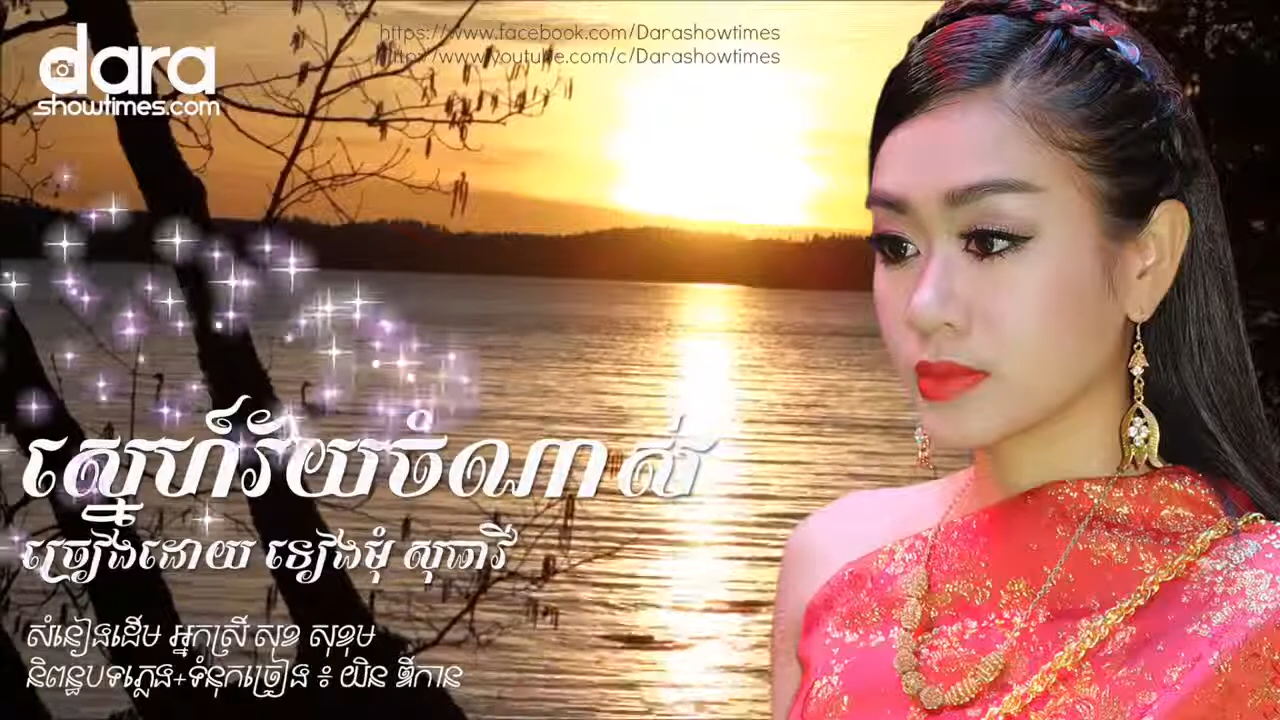 dara
showtimes.com
https://www.facebook.com/Darashowtimes
http://www.youtube.com/c/Darashowtimes
ស្នេហ៍វ័យចំណាស់
ច្រៀងដោយ ទៀងមុំ សុធាវី
សំនៀងដើម អ្នកស្រី សុខ សុខុម
និពន្ធបទភ្លេង+ទំនុកច្រៀង ៖ យិន ឌីកាន